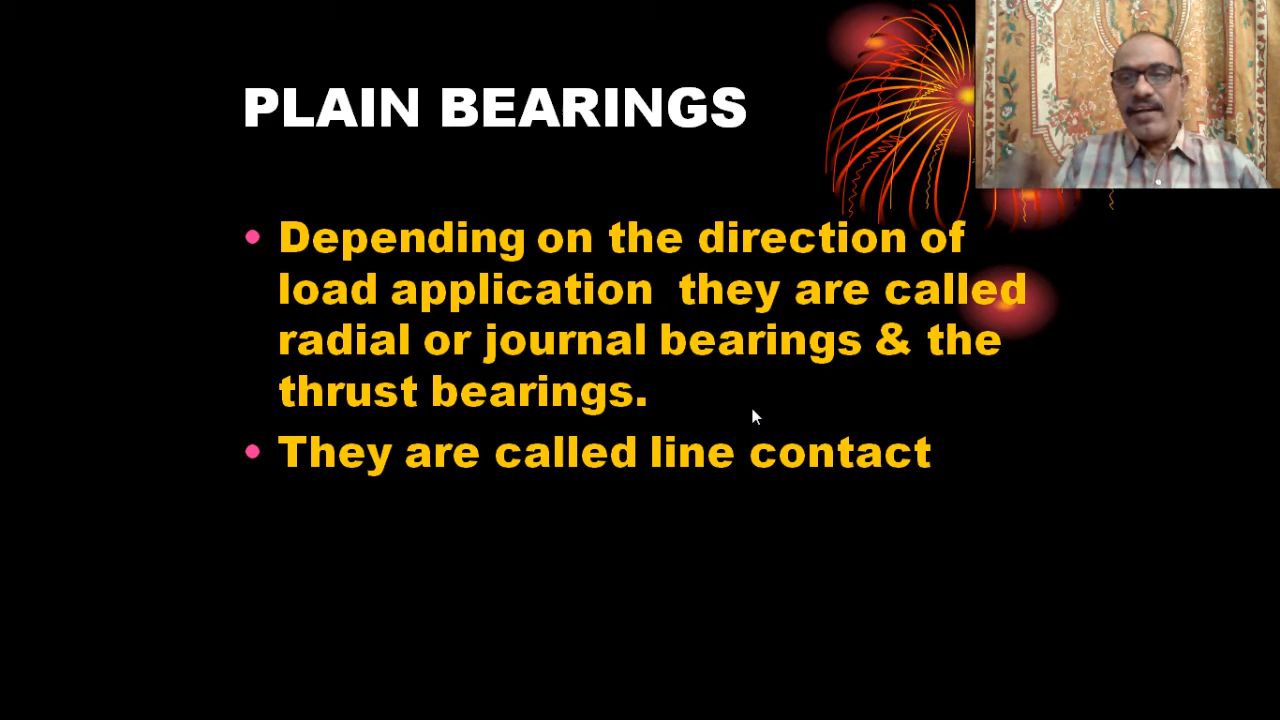 PLAIN BEARINGS
• Depending on the direction of
load application they are called
radial or journal bearings & the
thrust bearings.
• They are called line contact